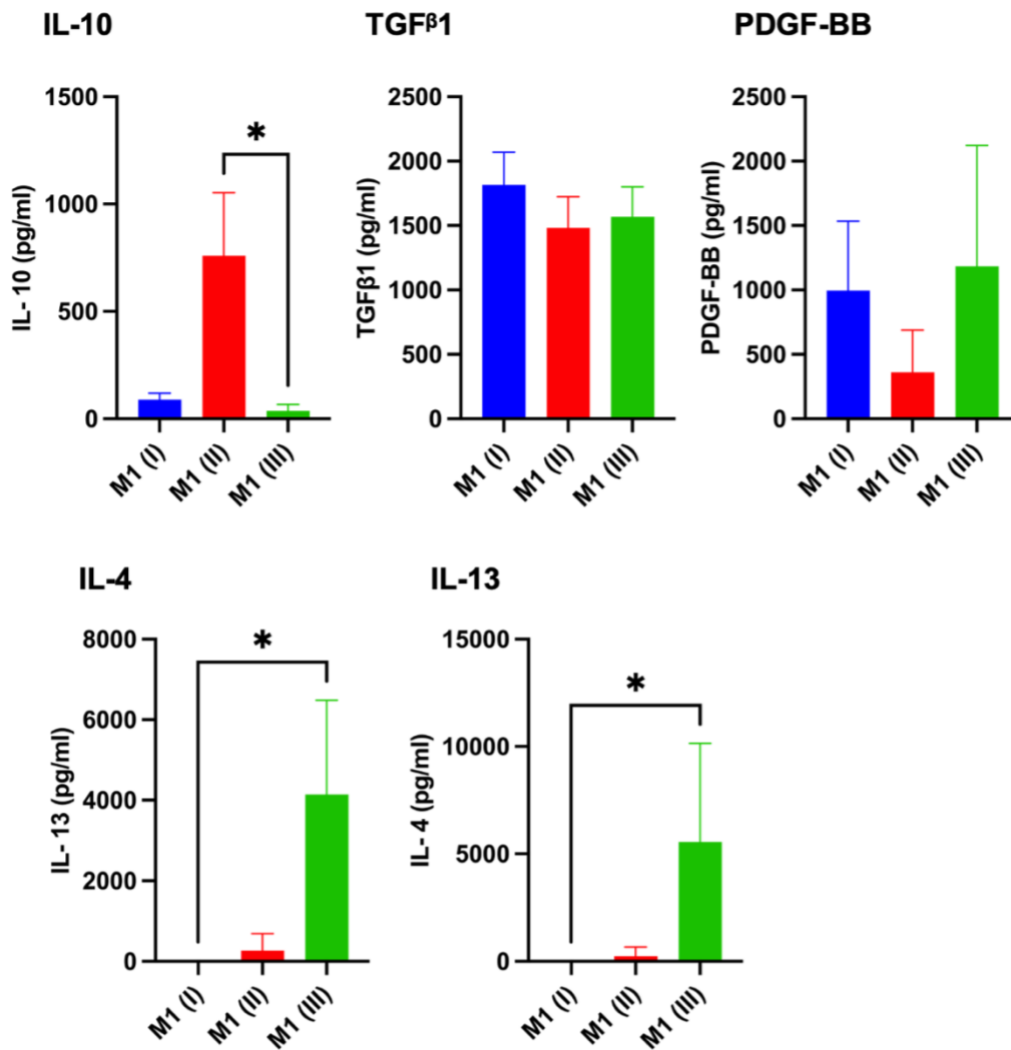 IL-10
TGFβ1
PDGF-BB
1500
1000
500
0
IL- 10 (pg/ml)
*
M1 (I)
M1 (II)
M1 (III)
2500
2000
1500
1000
500
0
TGFβ1 (pg/ml)
M1 (I)
M1 (II)
M1 (III)
2500
2000
1500
1000
500
0
PDGF-BB (pg/ml)
M1 (I)
M1 (II)
M1 (III)
IL-4
IL-13
8000
6000
4000
2000
0
IL- 13 (pg/ml)
*
M1 (I)
M1 (II)
M1 (III)
15000
10000
5000
0
IL- 4 (pg/ml)
*
M1 (I)
M1 (II)
M1 (III)